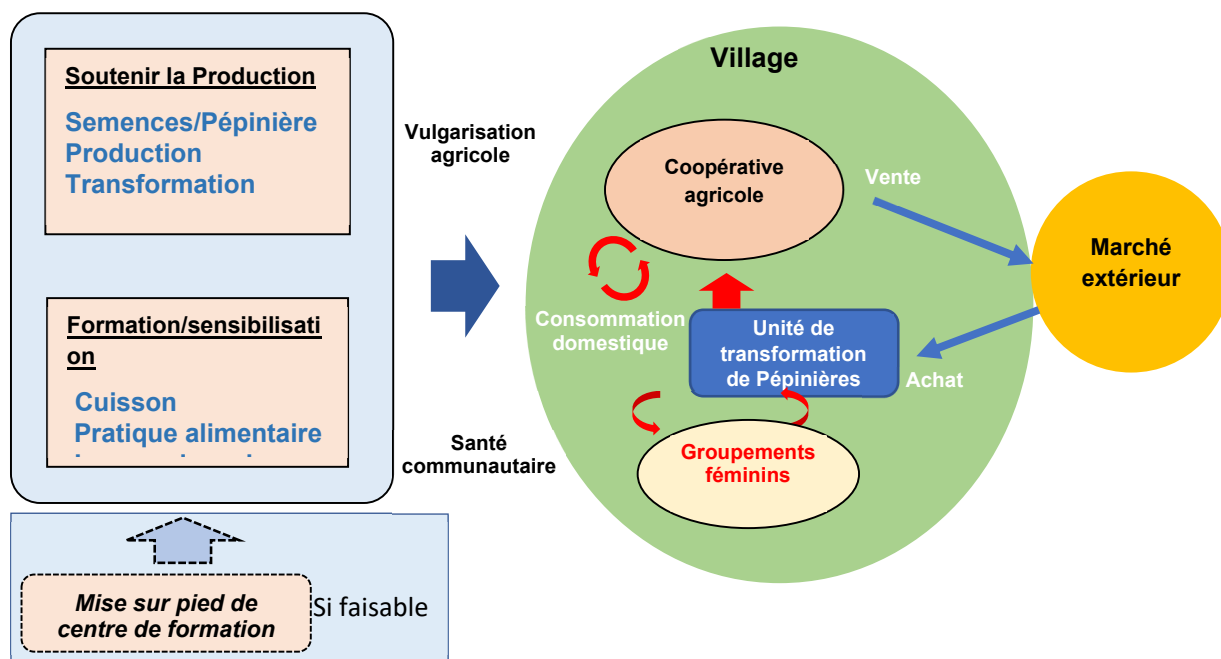 Soutenir la Production
Semences/Pépinière
Production
Transformation
Formation/sensibilisati
on
Cuisson
Pratique alimentaire
Mise sur pied de
centre de formation
Si faisable
Vulgarisation
agricole
Santé
communautaire
Village
Coopérative
agricole
Vente
Consommation
domestique
Unité de
transformation
de Pépinières
Achat
Groupements
féminins
Marché
extérieur